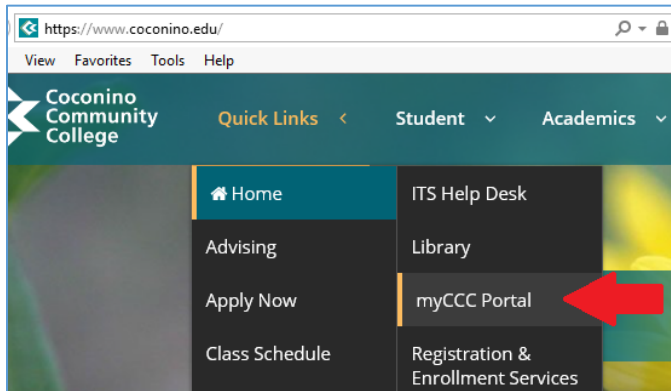 https://www.coconino.edu/
View Favorites Tools Help
Coconino
Community
College
Quick Links
Student
Academics
Home
Advising
Apply Now
Class Schedule
ITS Help Desk
Library
myCCC Portal
Registration &
Enrollment Services